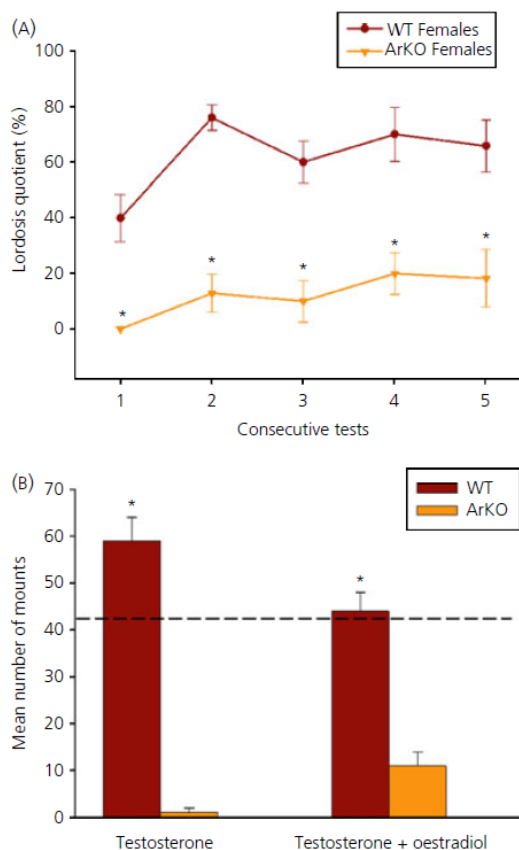 (A)
WT Females
ArKO Females
Lordosis quotient (%)
100
80
60
40
20
0
*
*
*
*
*
1 2 3 4 5
Consecutive tests
(B)
WT
ArKO
Mean number of mounts
70
60
50
40
30
20
10
0
*
*
Testosterone Testosterone + oestradiol